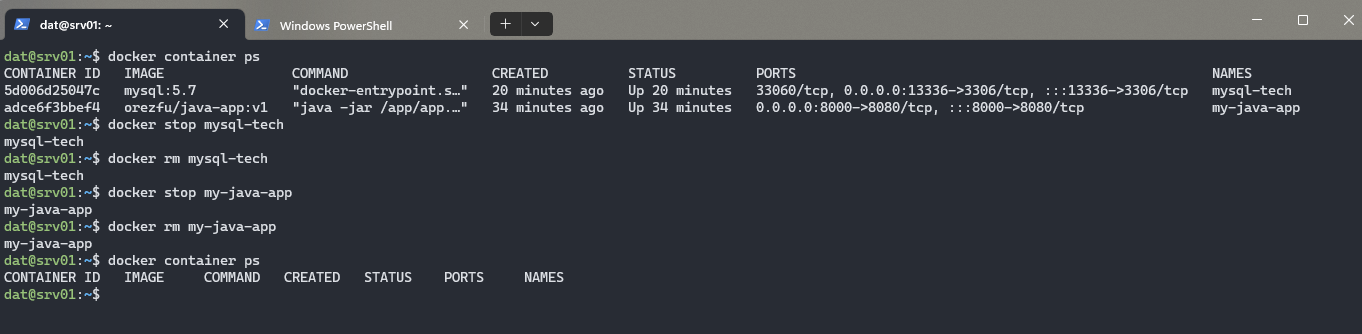 dat@srv01: ~
Windows PowerShell
dat@srv01:~$ docker container ps
CONTAINER ID   IMAGE                COMMAND                  CREATED          STATUS          PORTS                                                    NAMES
5d006d25047c   mysql:5.7            "docker-entrypoint.s…"   20 minutes ago   Up 20 minutes   33060/tcp, 0.0.0.0:13336->3306/tcp, :::13336->3306/tcp   mysql-tech
adce6f3bbef4   orezfu/java-app:v1   "java -jar /app/app.…"   34 minutes ago   Up 34 minutes   0.0.0.0:8000->8080/tcp, :::8000->8080/tcp                my-java-app
dat@srv01:~$ docker stop mysql-tech
mysql-tech
dat@srv01:~$ docker rm mysql-tech
mysql-tech
dat@srv01:~$ docker stop my-java-app
my-java-app
dat@srv01:~$ docker rm my-java-app
my-java-app
dat@srv01:~$ docker container ps
CONTAINER ID   IMAGE     COMMAND   CREATED   STATUS    PORTS     NAMES
dat@srv01:~$